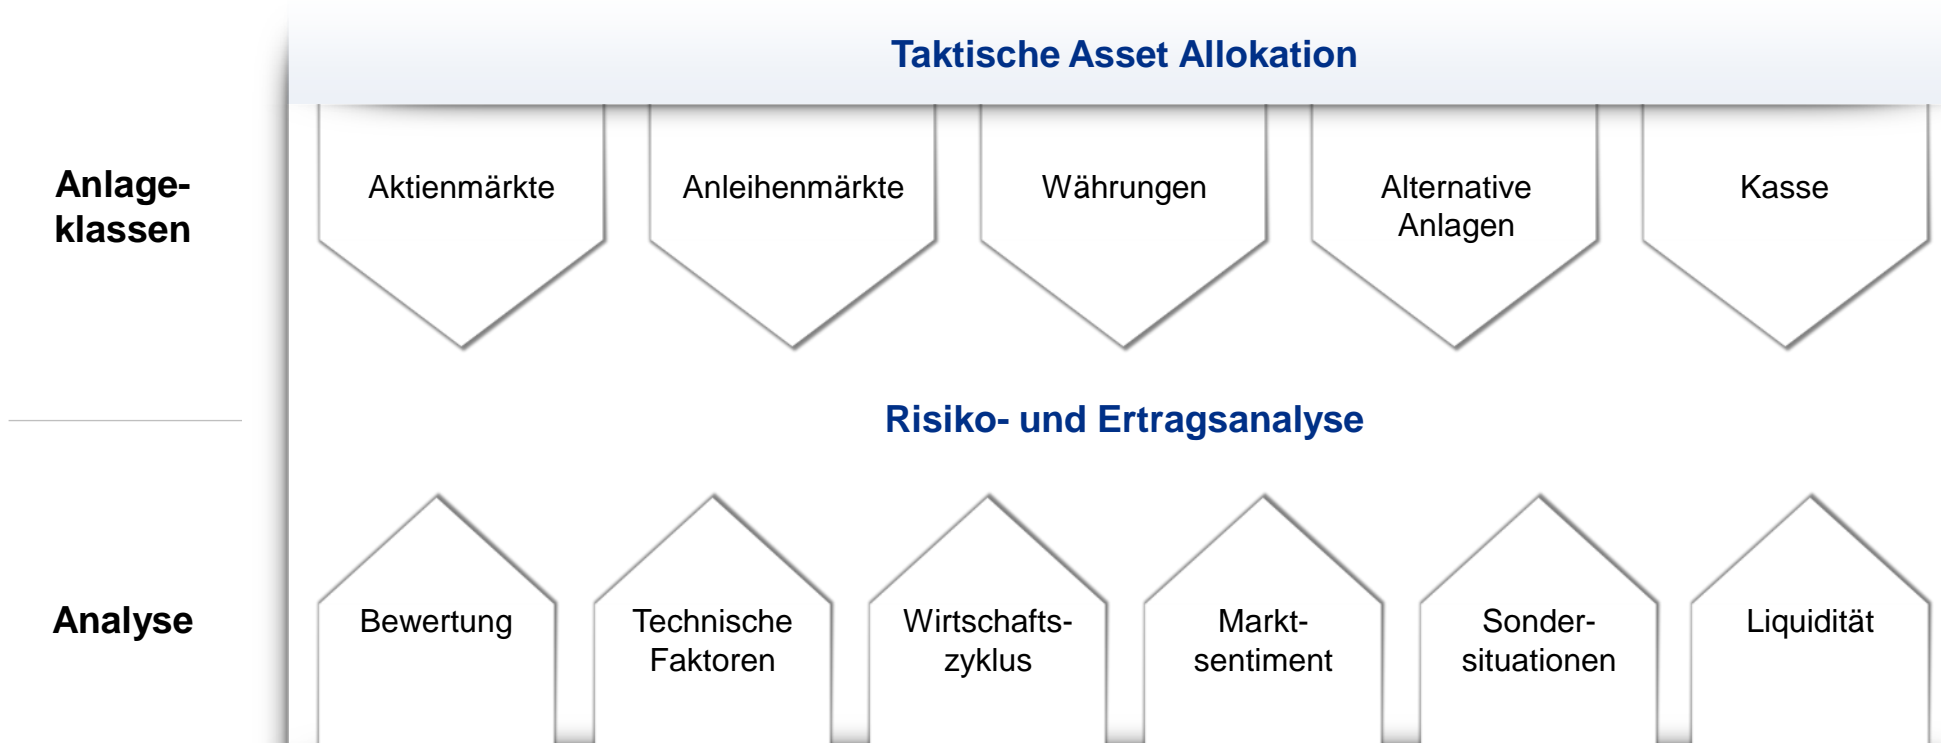 Taktische Asset Allokation
Anlage-
klassen
Aktienmärkte
Anleihenmärkte
Währungen
Alternative
Anlagen
Kasse
Risiko- und Ertragsanalyse
Analyse
Bewertung
Technische
Faktoren
Wirtschafts-
zyklus
Markt-
sentiment
Sonder-
situationen
Liquidität